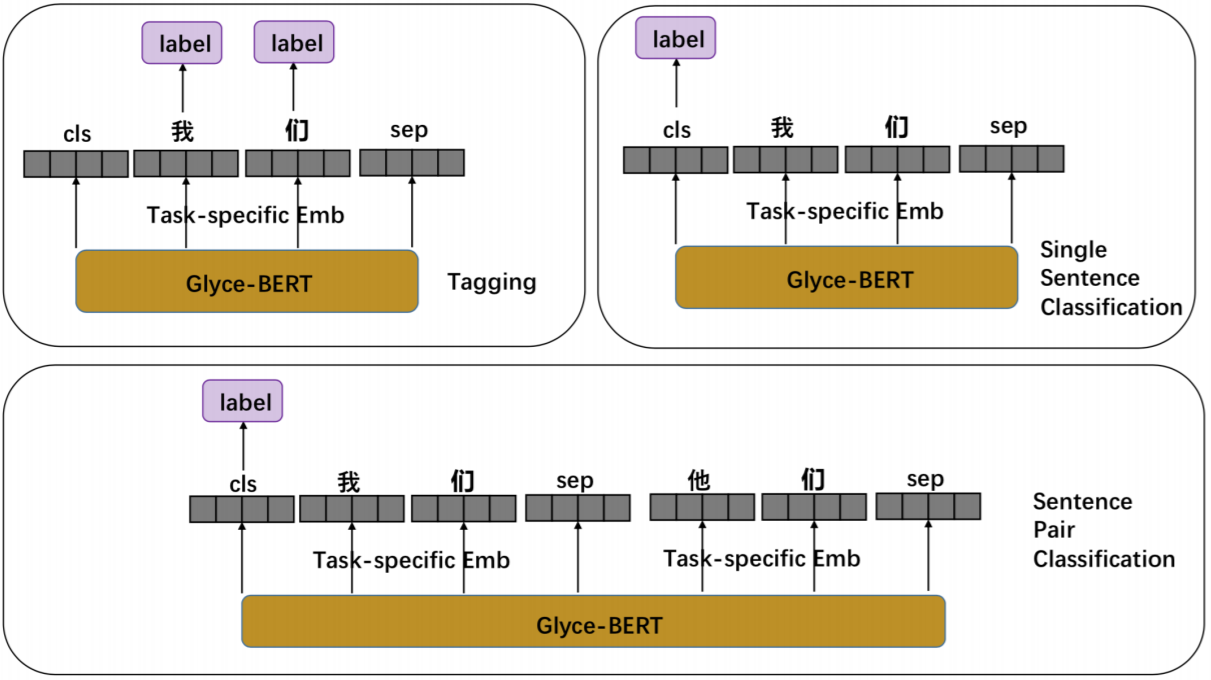 label label
cls 我 们 sep
Task-specific Emb
Glyce-BERT
Tagging
label
cls 我 们 sep
Task-specific Emb
Glyce-BERT
Single
Sentence
Classification
label
cls 我 们 sep 他 们 sep
Task-specific Emb Task-specific Emb
Glyce-BERT
Sentence
Pair
Classification